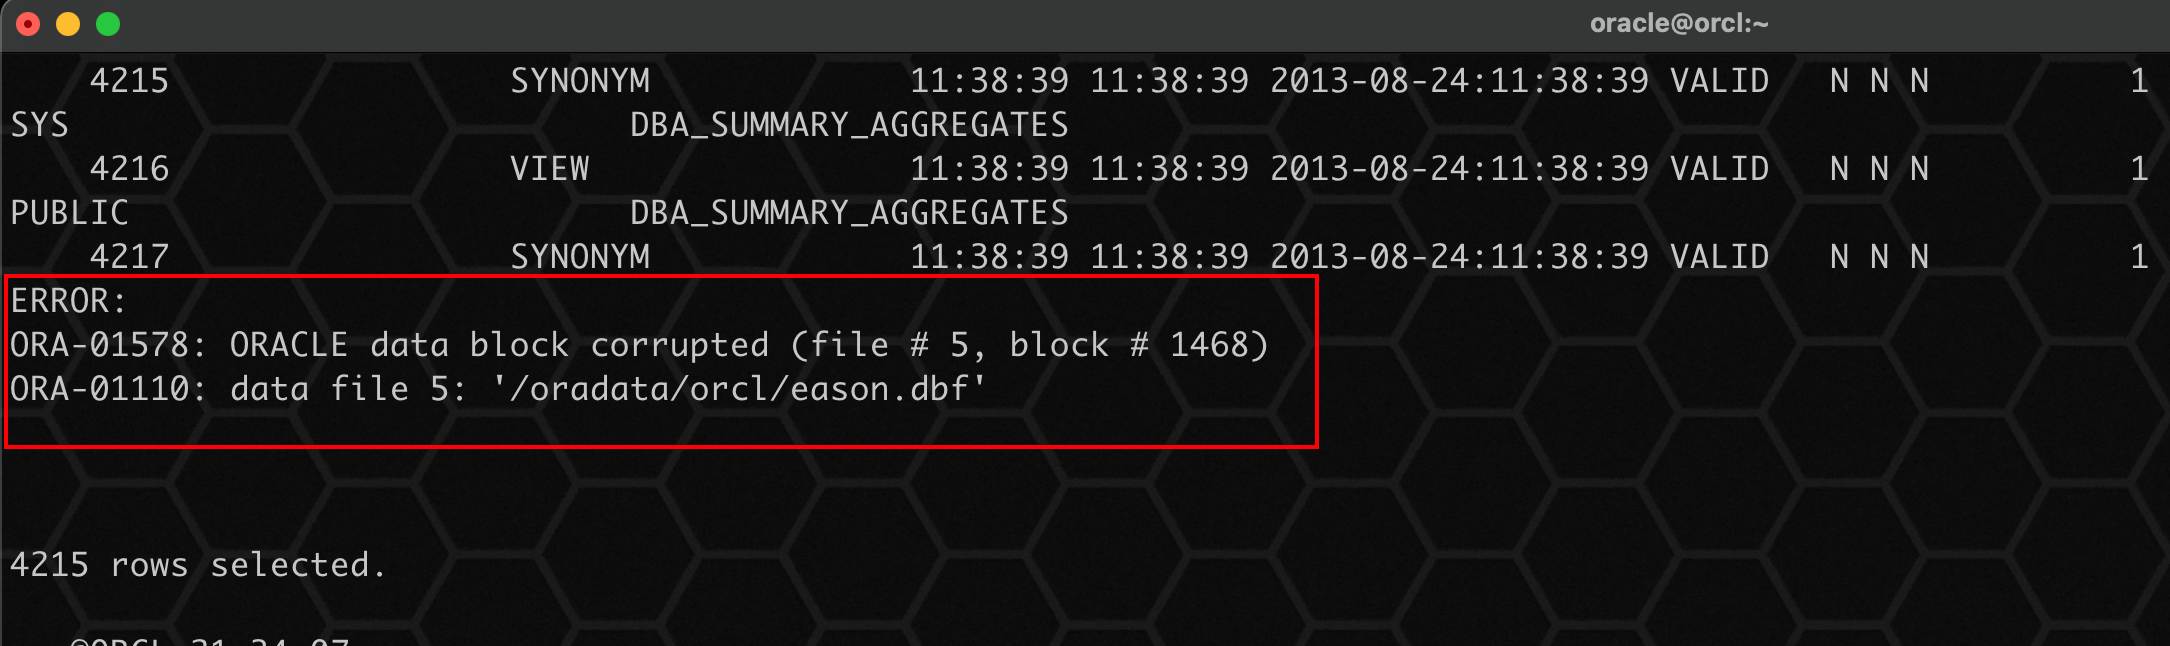 oracle@orcl:~
4215 SYNONYM 11:38:39 11:38:39 2013-08-24:11:38:39 VALID N N N 1
SYS DBA_SUMMARY_AGGREGATES
4216 VIEW 11:38:39 11:38:39 2013-08-24:11:38:39 VALID N N N 1
PUBLIC DBA_SUMMARY_AGGREGATES
4217 SYNONYM 11:38:39 11:38:39 2013-08-24:11:38:39 VALID N N N 1
ERROR:
ORA-01578: ORACLE data block corrupted (file # 5, block # 1468)
ORA-01110: data file 5: '/oradata/orcl/eason.dbf'
4215 rows selected.